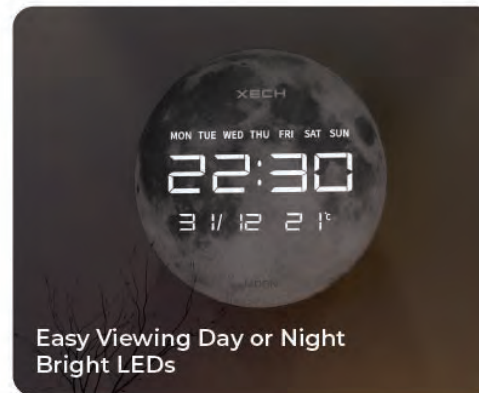 XECH
MON TUE WED THU FRI SAT SUN
22:30
31/12 21°C
MOON
Easy Viewing Day or Night
Bright LEDs